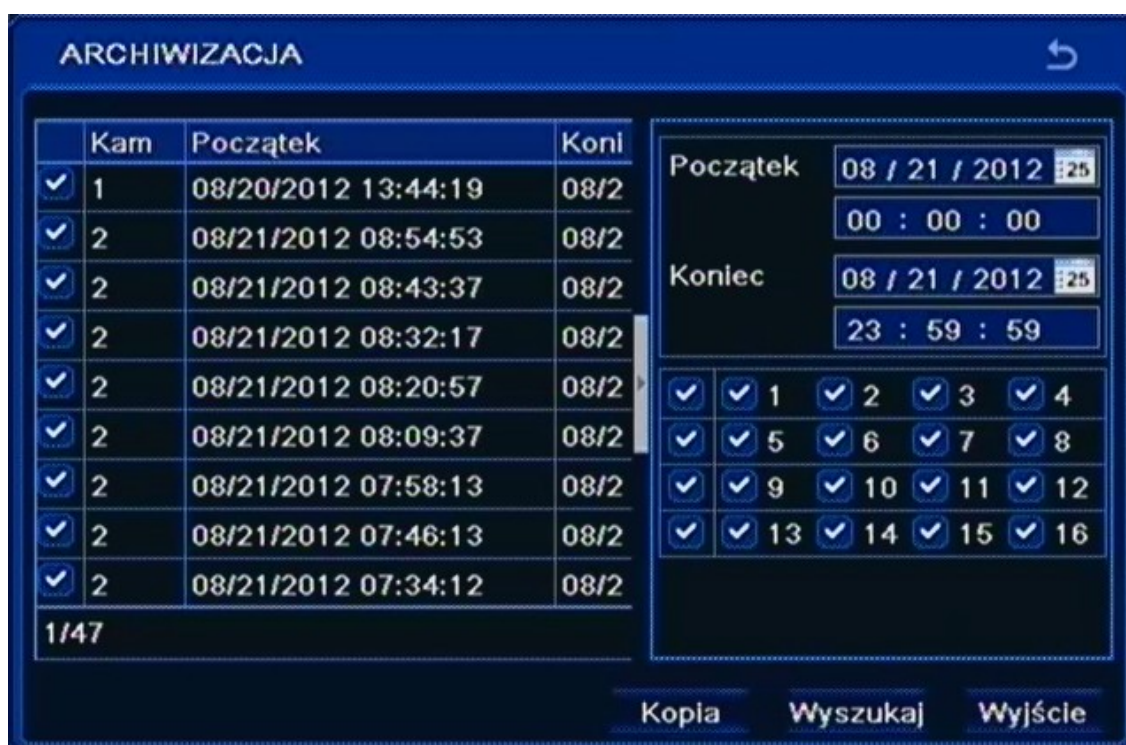 ARCHIWIZACJA
Kam Początek Koni
1 08/20/2012 13:44:19 08/2
2 08/21/2012 08:54:53 08/2
2 08/21/2012 08:43:37 08/2
2 08/21/2012 08:32:17 08/2
2 08/21/2012 08:20:57 08/2
2 08/21/2012 08:09:37 08/2
2 08/21/2012 07:58:13 08/2
2 08/21/2012 07:46:13 08/2
2 08/21/2012 07:34:12 08/2
1/47
Początek 08 / 21 / 2012 25
00 : 00 : 00
Koniec 08 / 21 / 2012 25
23 : 59 : 59
1 2 3 4
5 6 7 8
9 10 11 12
13 14 15 16
Kopia Wyszukaj Wyjście